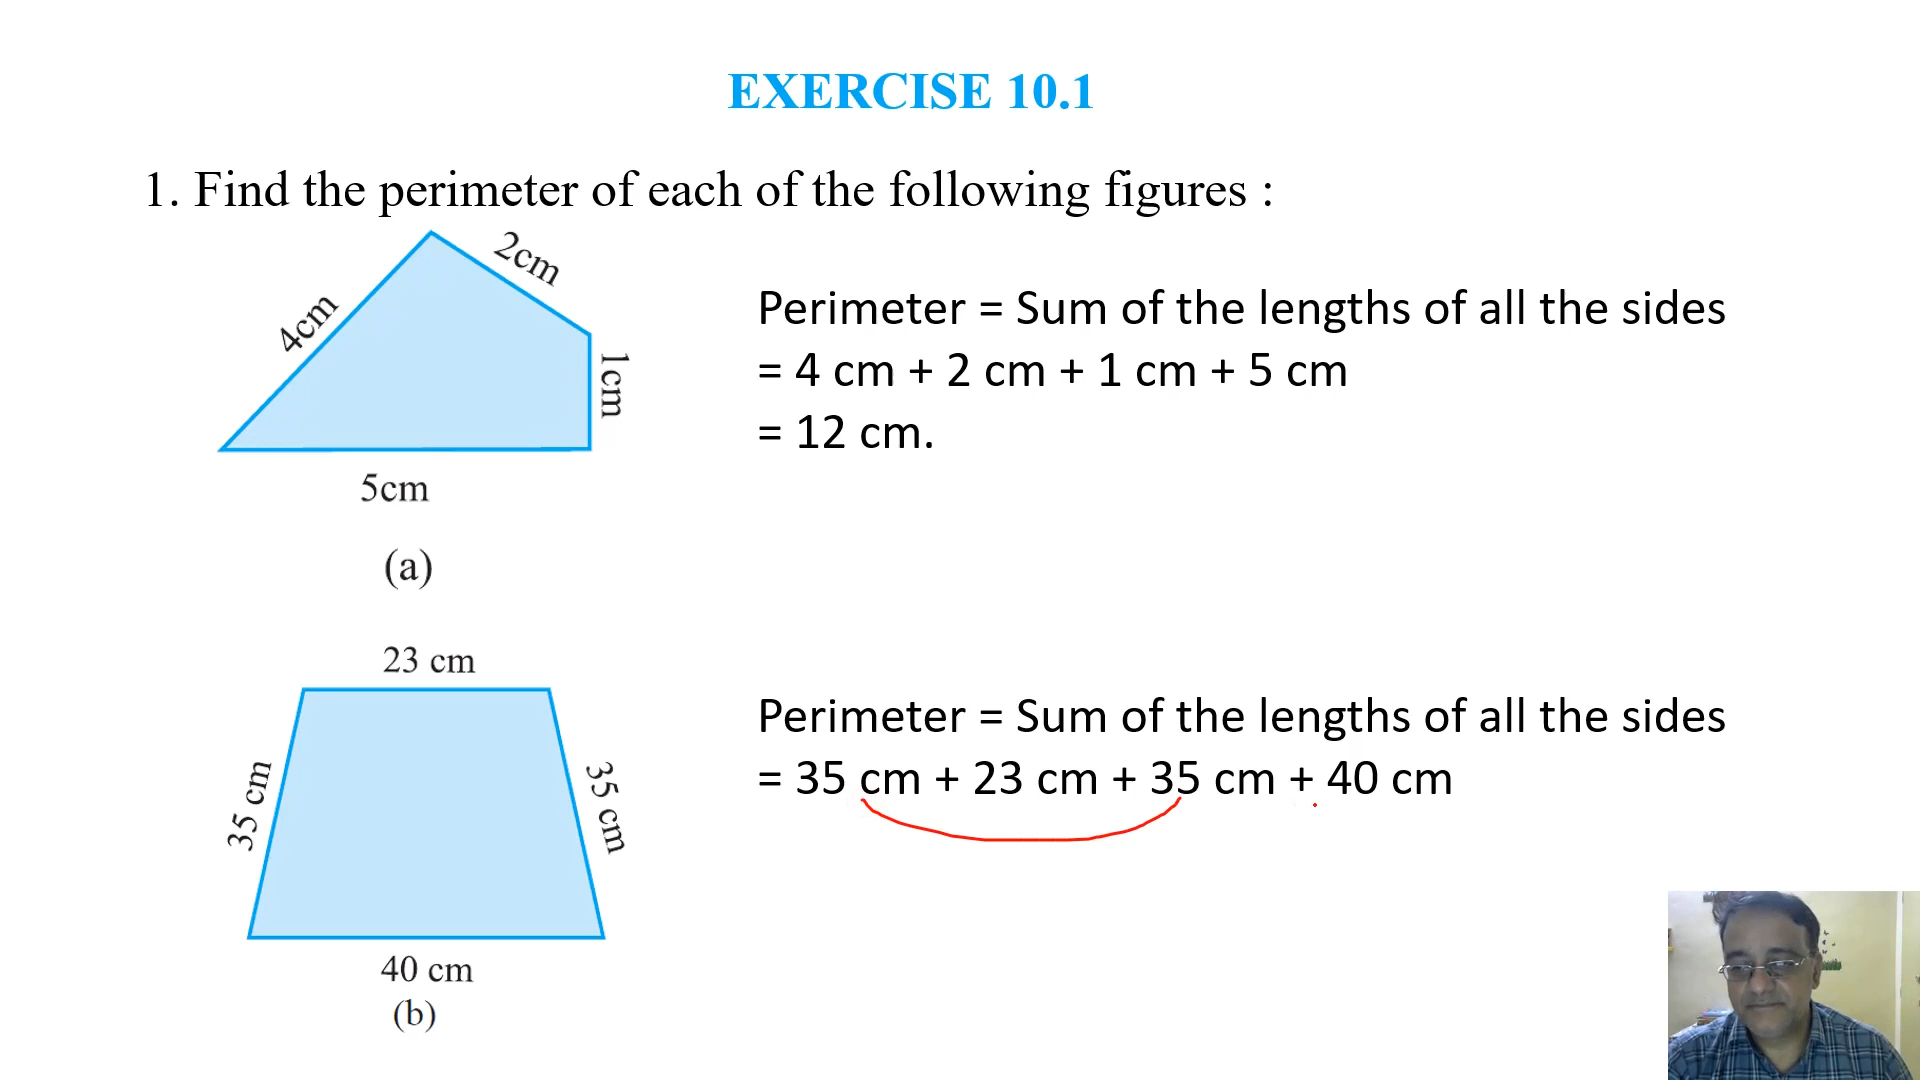 EXERCISE 10.1
1. Find the perimeter of each of the following figures :
4cm
2cm
1cm
5cm
(a)
Perimeter = Sum of the lengths of all the sides
= 4 cm + 2 cm + 1 cm + 5 cm
= 12 cm.
23 cm
35 cm
35 cm
40 cm
(b)
Perimeter = Sum of the lengths of all the sides
= 35 cm + 23 cm + 35 cm + 40 cm